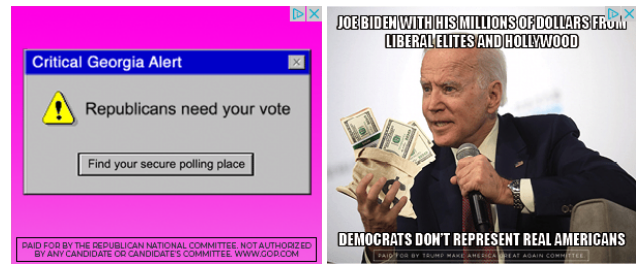 Critical Georgia Alert
Republicans need your vote
Find your secure polling place
PAID FOR BY THE REPUBLICAN NATIONAL COMMITTEE. NOT AUTHORIZED
BY ANY CANDIDATE OR CANDIDATE'S COMMITTEE. WWW.GOP.COM
JOE BIDEN WITH HIS MILLIONS OF DOLLARS FROM
LIBERAL ELITES AND HOLLYWOOD
DEMOCRATS DON'T REPRESENT REAL AMERICANS
PAID FOR BY TRUMP MAKE AMERICA GREAT AGAIN COMMITTEE.